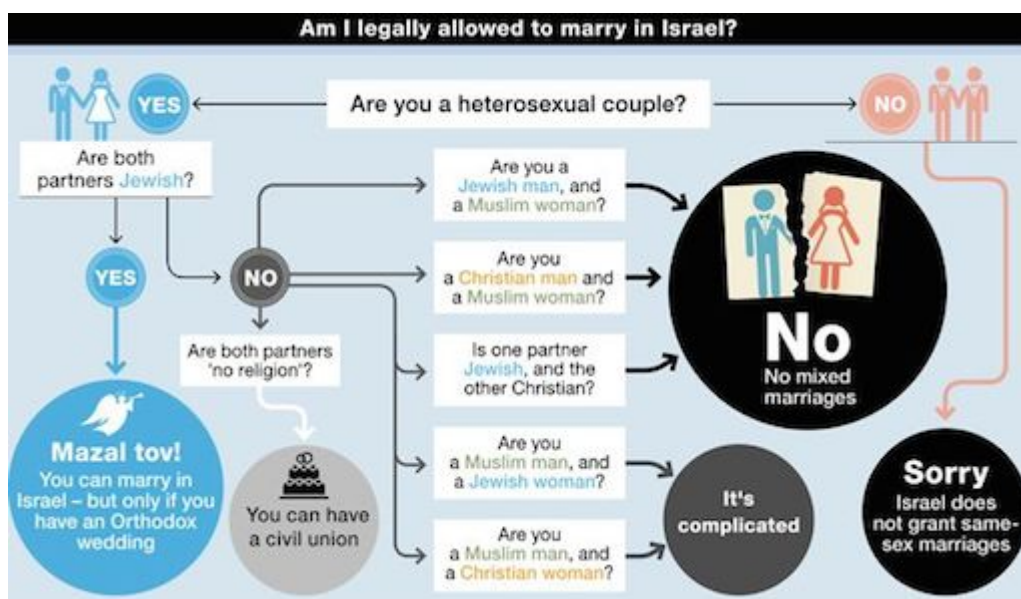 Am I legally allowed to marry in Israel?
YES
Are you a heterosexual couple?
NO
Are both
partners Jewish?
YES
NO
Are you a
Jewish man, and
a Muslim woman?
Are you
a Christian man and
a Muslim woman?
Is one partner
Jewish, and the
other Christian?
Are you
a Muslim man, and
a Jewish woman?
Are you
a Muslim man, and
a Christian woman?
Are both partners
'no religion'?
Mazal tov!
You can marry in
Israel – but only if you
have an Orthodox
wedding
You can have
a civil union
No
No mixed
marriages
It's
complicated
Sorry
Israel does
not grant same-
sex marriages